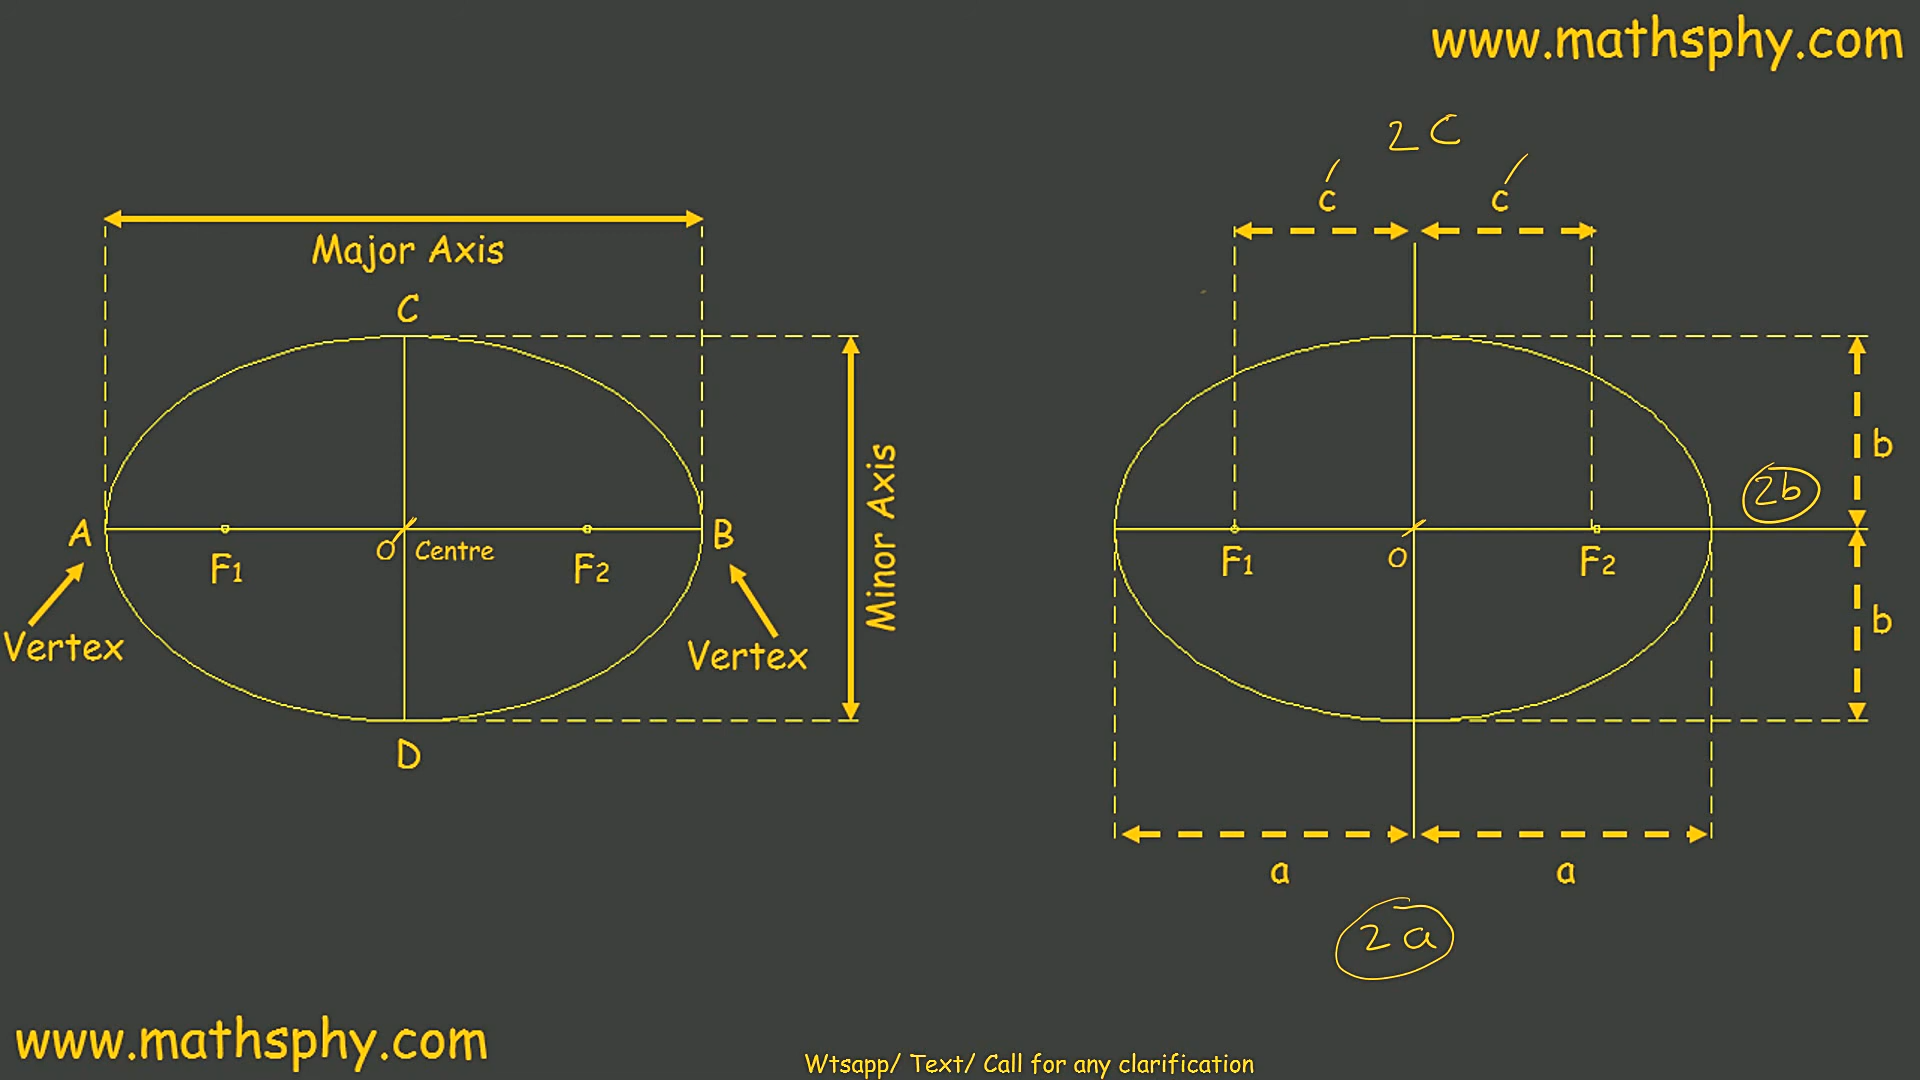 www.mathsphy.com
2C
c c
Major Axis
C
b
Minor Axis
2b
A F1 O Centre F2 B
F1 O F2
b
Vertex Vertex
D
a a
2a
www.mathsphy.com
Wtsapp/ Text/ Call for any clarification